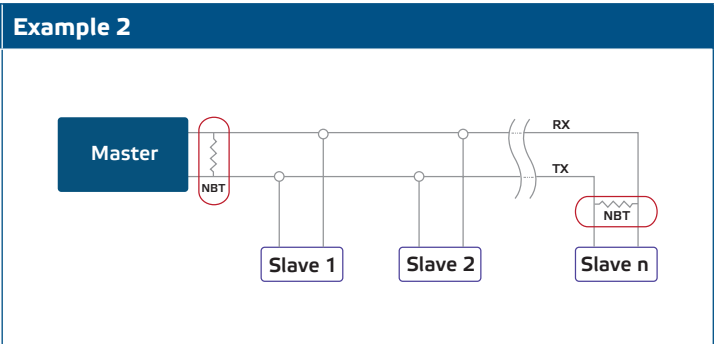 Example 2
RX
Master
TX
NBT
NBT
Slave 1
Slave 2
Slave n